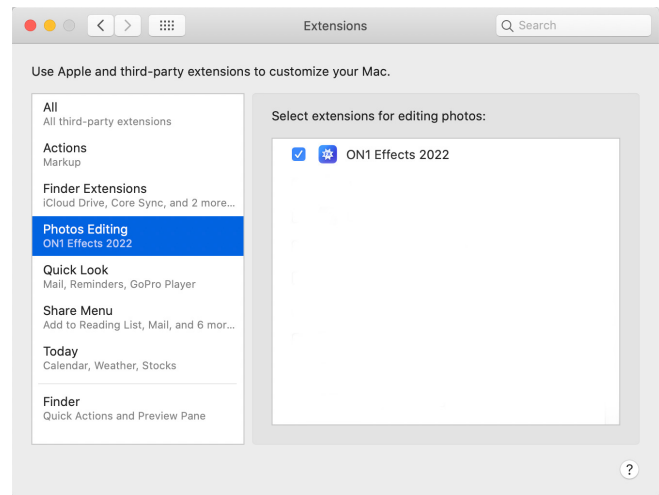 Extensions
Search
Use Apple and third-party extensions to customize your Mac.
All
All third-party extensions
Actions
Markup
Finder Extensions
iCloud Drive, Core Sync, and 2 more...
Photos Editing
ON1 Effects 2022
Quick Look
Mail, Reminders, GoPro Player
Share Menu
Add to Reading List, Mail, and 6 mor...
Today
Calendar, Weather, Stocks
Finder
Quick Actions and Preview Pane
Select extensions for editing photos:
ON1 Effects 2022
?